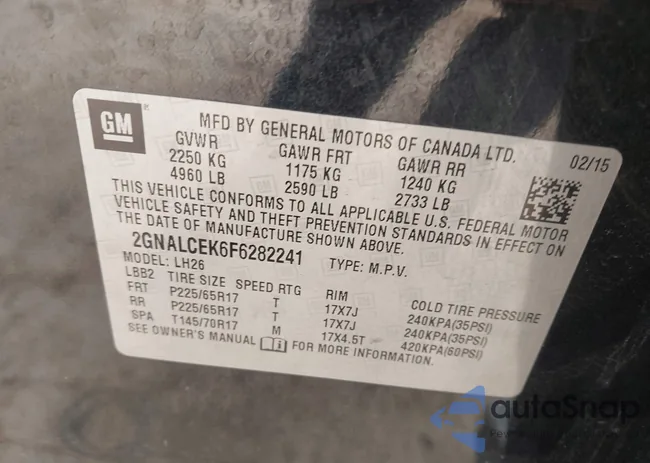 GM ®
MFD BY GENERAL MOTORS OF CANADA LTD.
02/15
GVWR GAWR FRT GAWR RR
2250 KG 1175 KG 1240 KG
4960 LB 2590 LB 2733 LB
THIS VEHICLE CONFORMS TO ALL APPLICABLE U.S. FEDERAL MOTOR
VEHICLE SAFETY AND THEFT PREVENTION STANDARDS IN EFFECT ON
THE DATE OF MANUFACTURE SHOWN ABOVE.
2GNALCEK6F6282241 TYPE: M.P.V.
MODEL: LH26
LBB2 TIRE SIZE SPEED RTG RIM COLD TIRE PRESSURE
FRT P225/65R17 T 17X7J 240KPA(35PSI)
RR P225/65R17 T 17X7J 240KPA(35PSI)
SPA T145/70R17 M 17X4.5T 420KPA(60PSI)
SEE OWNER'S MANUAL FOR MORE INFORMATION.
autoSnap